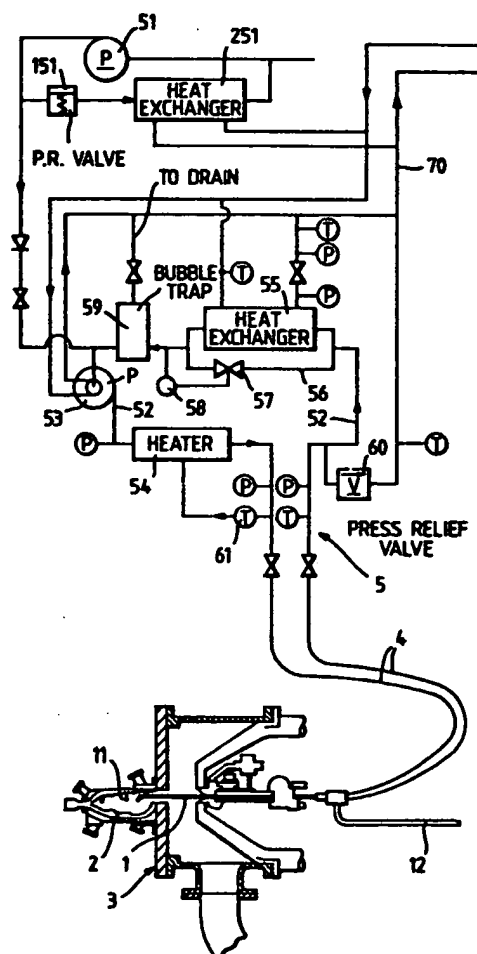 51
P
251
151
HEAT
EXCHANGER
P.R. VALVE
70
TO DRAIN
T
P
BUBBLE
TRAP
T
55
P
59
HEAT
EXCHANGER
P
53
52
58
57
56
52
P
HEATER
54
T
60
V
P
P
T
T
61
PRESS RELIEF
VALVE
5
4
11
2
1
3
12